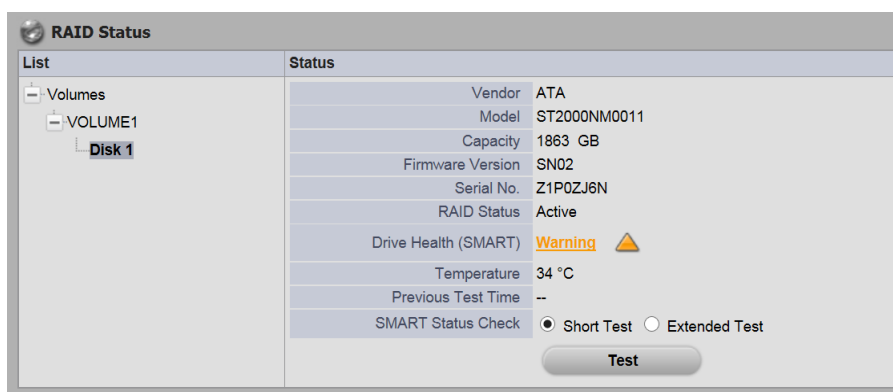 RAID Status
List Status
Volumes
VOLUME1
Disk 1
Vendor ATA
Model ST2000NM0011
Capacity 1863 GB
Firmware Version SN02
Serial No. Z1P0ZJ6N
RAID Status Active
Drive Health (SMART) Warning
Temperature 34 °C
Previous Test Time --
SMART Status Check Short Test Extended Test
Test